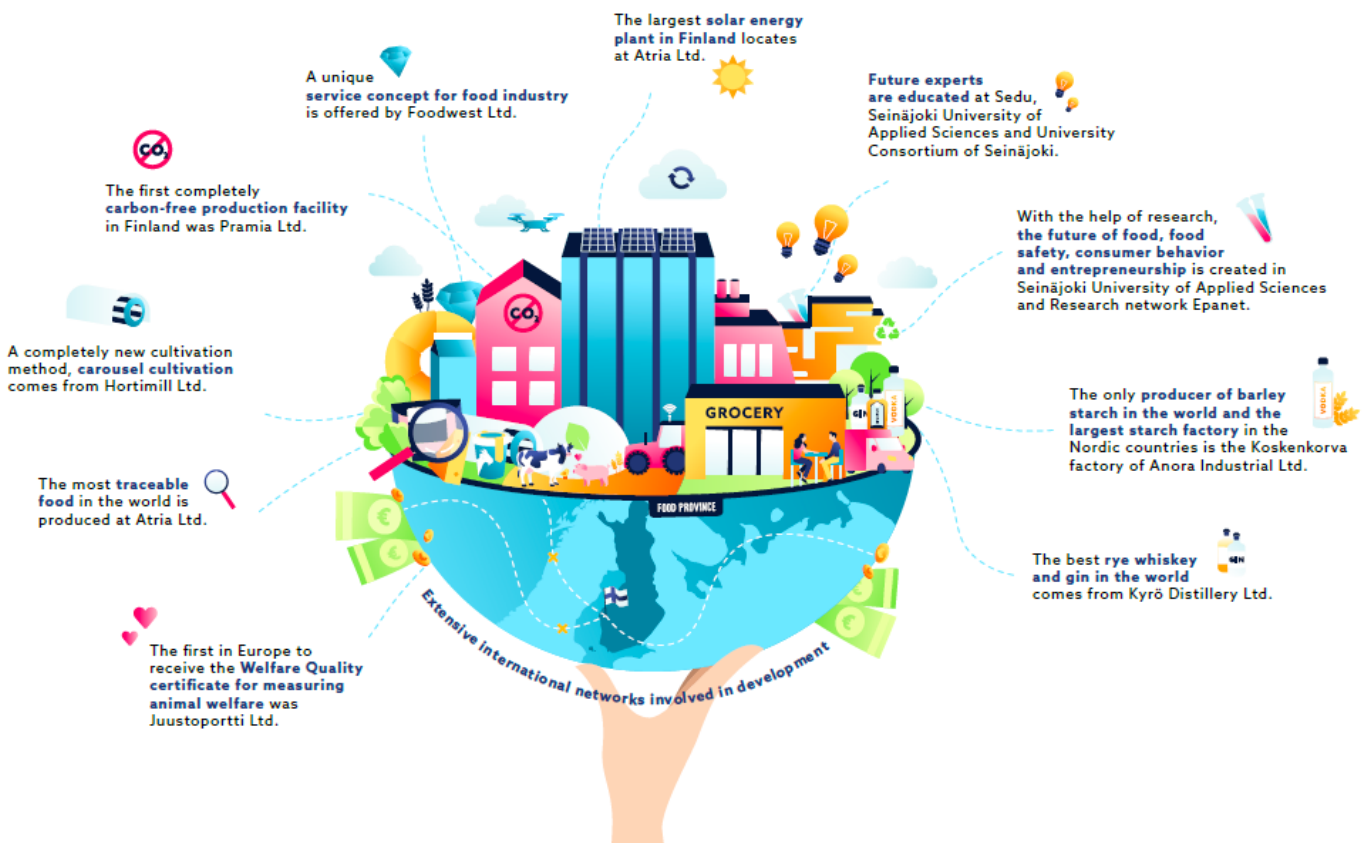 The largest solar energy
plant in Finland locates
at Atria Ltd.
A unique
service concept for food industry
is offered by Foodwest Ltd.
Future experts
are educated at Sedu,
Seinäjoki University of
Applied Sciences and University
Consortium of Seinäjoki.
CO₂
The first completely
carbon-free production facility
in Finland was Pramia Ltd.
With the help of research,
the future of food, food
safety, consumer behavior
and entrepreneurship is created in
Seinäjoki University of Applied Sciences
and Research network Epanet.
CO₂
A completely new cultivation
method, carousel cultivation
comes from Hortimill Ltd.
VODKA
The only producer of barley
starch in the world and the
largest starch factory in the
Nordic countries is the Koskenkorva
factory of Anora Industrial Ltd.
GROCERY
GIN
VODKA
The most traceable
food in the world is
produced at Atria Ltd.
FOOD PROVINCE
€
€
€
€
GIN
The best rye whiskey
and gin in the world
comes from Kyrö Distillery Ltd.
The first in Europe to
receive the Welfare Quality
certificate for measuring
animal welfare was
Juustoportti Ltd.
Extensive international networks involved in development